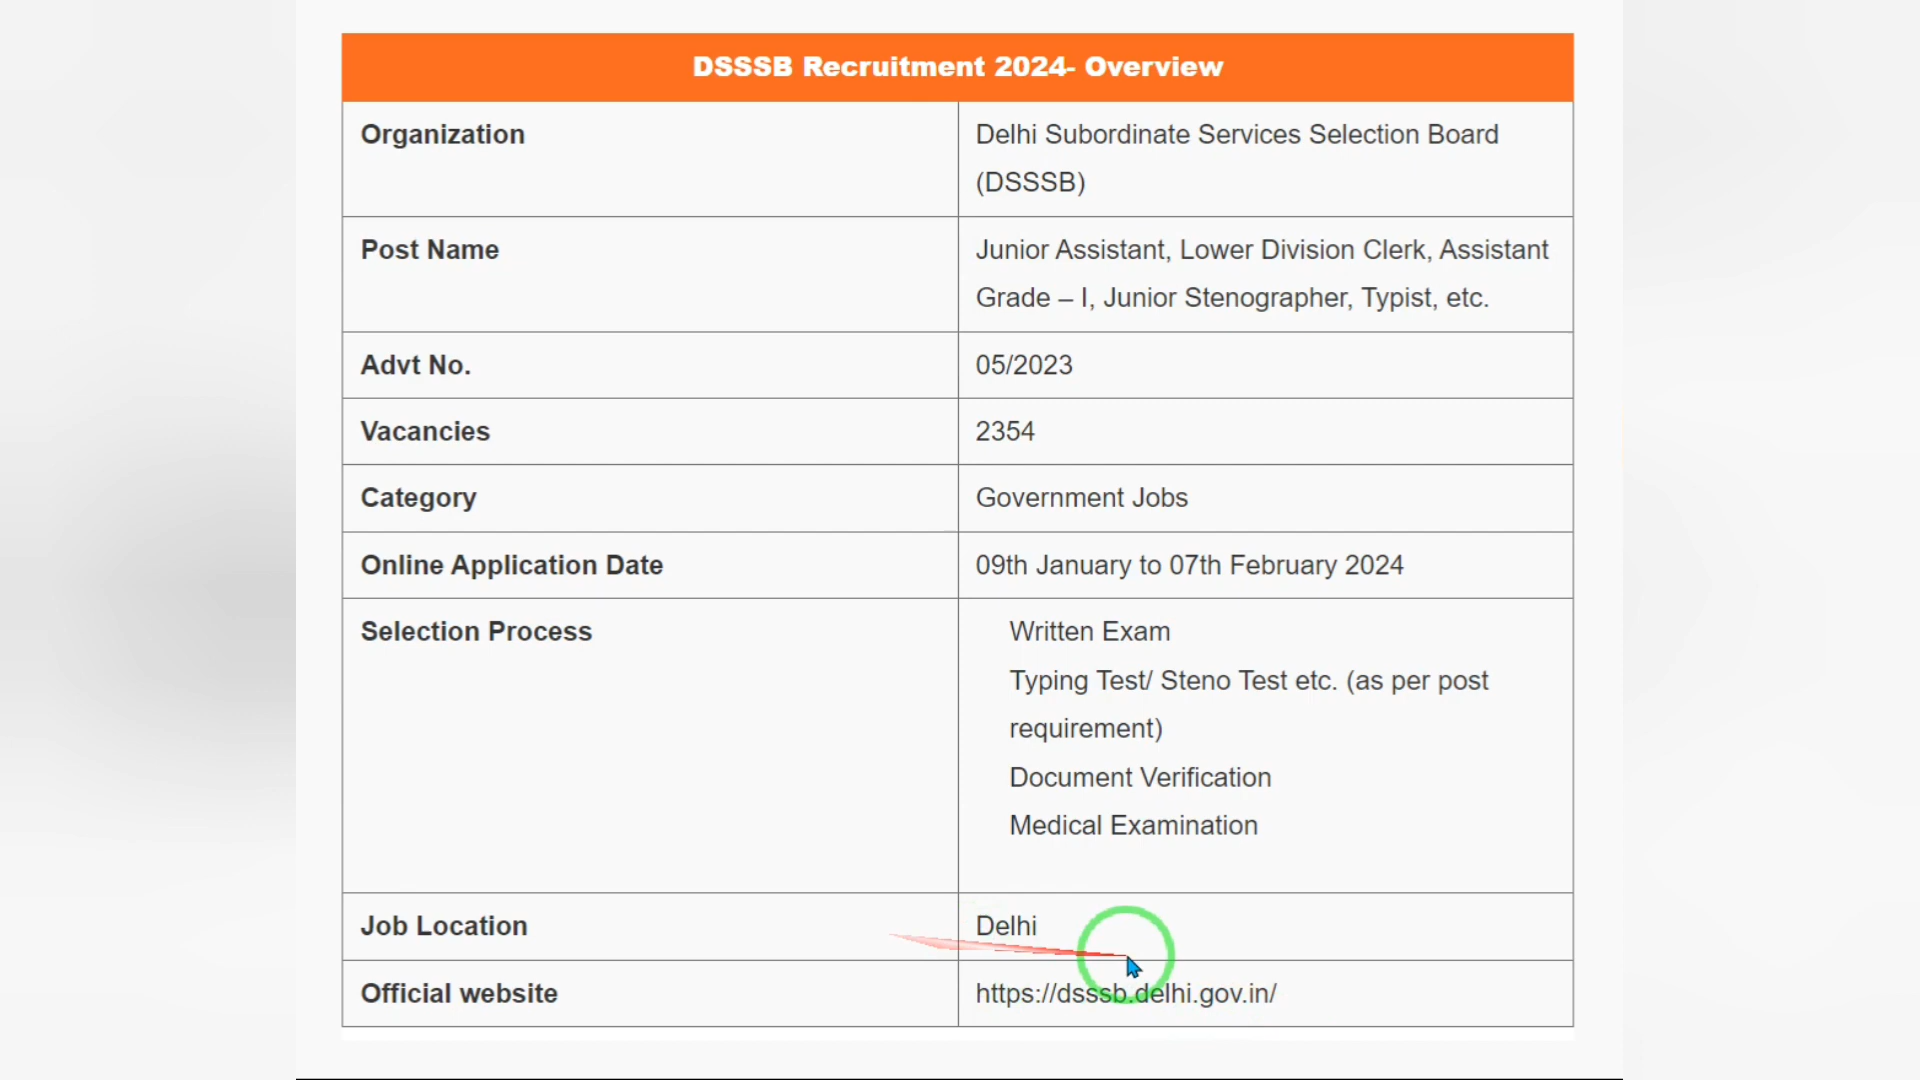 DSSSB Recruitment 2024- Overview
Organization
Delhi Subordinate Services Selection Board
(DSSSB)
Post Name
Junior Assistant, Lower Division Clerk, Assistant
Grade – I, Junior Stenographer, Typist, etc.
Advt No.
05/2023
Vacancies
2354
Category
Government Jobs
Online Application Date
09th January to 07th February 2024
Selection Process
Written Exam
Typing Test/ Steno Test etc. (as per post
requirement)
Document Verification
Medical Examination
Job Location
Delhi
Official website
https://dsssb.delhi.gov.in/